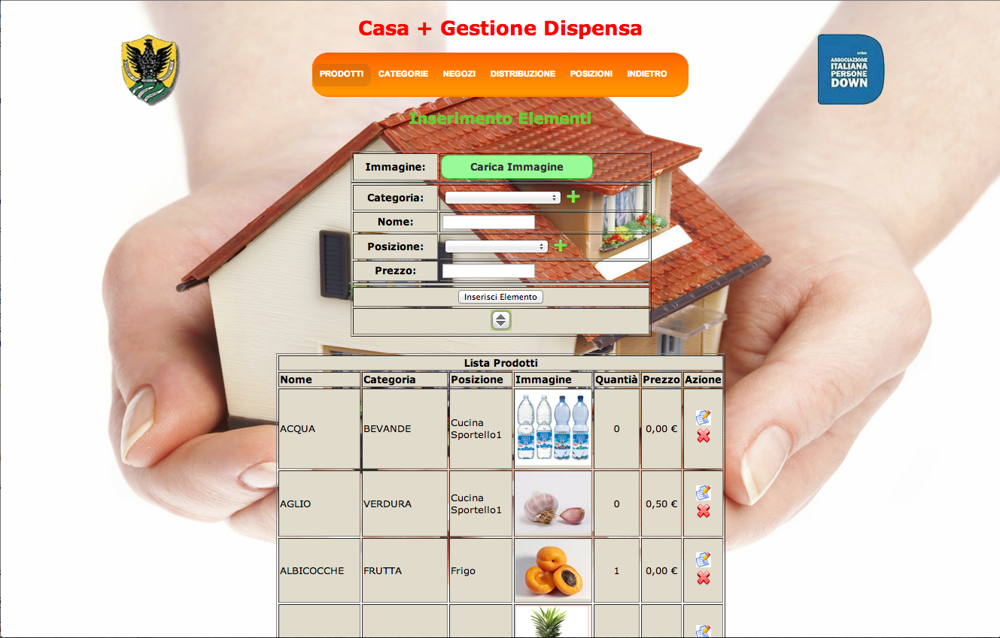 Casa + Gestione Dispensa
ASSOCIAZIONE
ITALIANA
PERSONE
DOWN
PRODOTTI CATEGORIE NEGOZI DISTRIBUZIONE POSIZIONI INDIETRO
Inserimento Elementi
Immagine: Carica Immagine
Categoria:
Nome:
Posizione:
Prezzo:
Inserisci Elemento
Lista Prodotti
Nome Categoria Posizione Immagine Quantià Prezzo Azione
ACQUA BEVANDE Cucina Sportello1 0 0,00 €
AGLIO VERDURA Cucina Sportello1 0 0,50 €
ALBICOCCHE FRUTTA Frigo 1 0,00 €